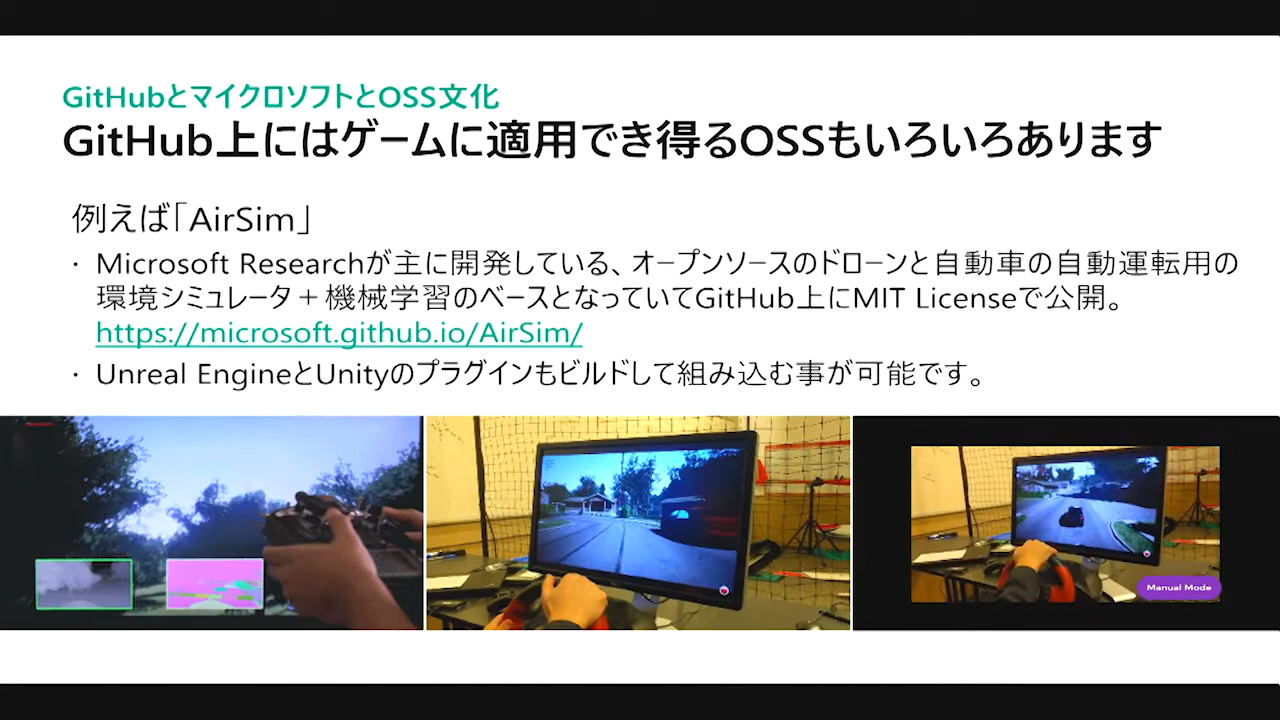 GitHubとマイクロソフトとOSS文化
GitHub上にはゲームに適用でき得るOSSもいろいろあります
例えば「AirSim」
・ Microsoft Researchが主に開発している、オープンソースのドローンと自動車の自動運転用の
環境シミュレータ＋機械学習のベースとなっていてGitHub上にMIT Licenseで公開。
https://microsoft.github.io/AirSim/
・ Unreal EngineとUnityのプラグインもビルドして組み込む事が可能です。
Manual Mode